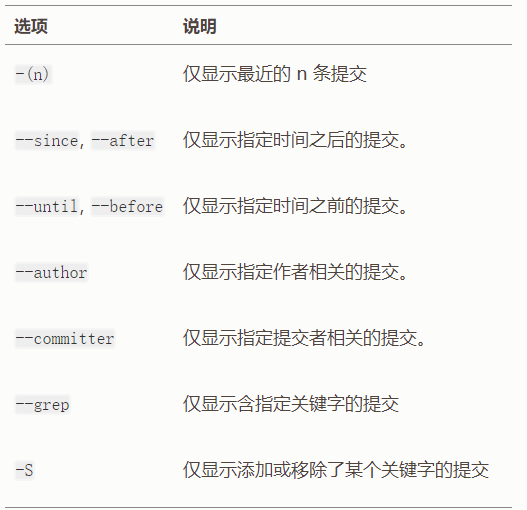 选项 说明
-(n) 仅显示最近的 n 条提交
--since, --after 仅显示指定时间之后的提交。
--until, --before 仅显示指定时间之前的提交。
--author 仅显示指定作者相关的提交。
--committer 仅显示指定提交者相关的提交。
--grep 仅显示含指定关键字的提交
-S 仅显示添加或移除了某个关键字的提交